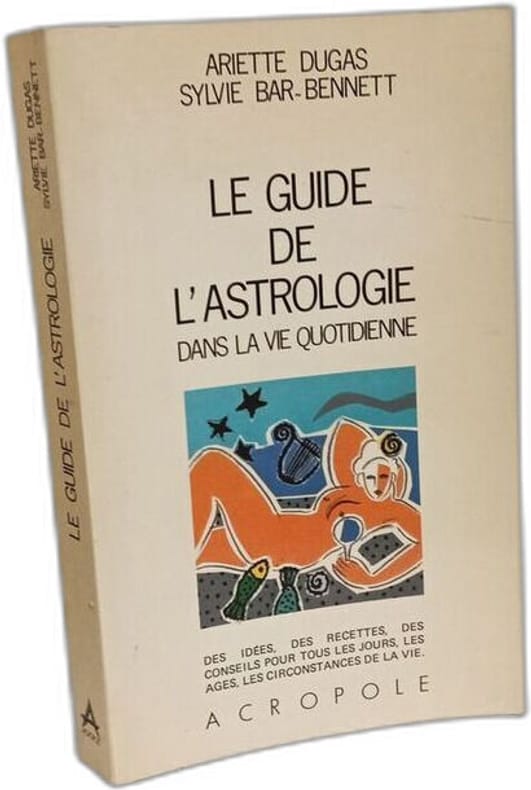 ARIETTE DUGAS
SYLVIE BAR-BENNETT
LE GUIDE
DE
L'ASTROLOGIE
DANS LA VIE QUOTIDIENNE
DES IDÉES, DES RECETTES, DES
CONSEILS POUR TOUS LES JOURS, LES
AGES, LES CIRCONSTANCES DE LA VIE.
ACROPOLE
ARIETTE DUGAS
SYLVIE BAR-BENNETT
LE GUIDE DE L'ASTROLOGIE
A